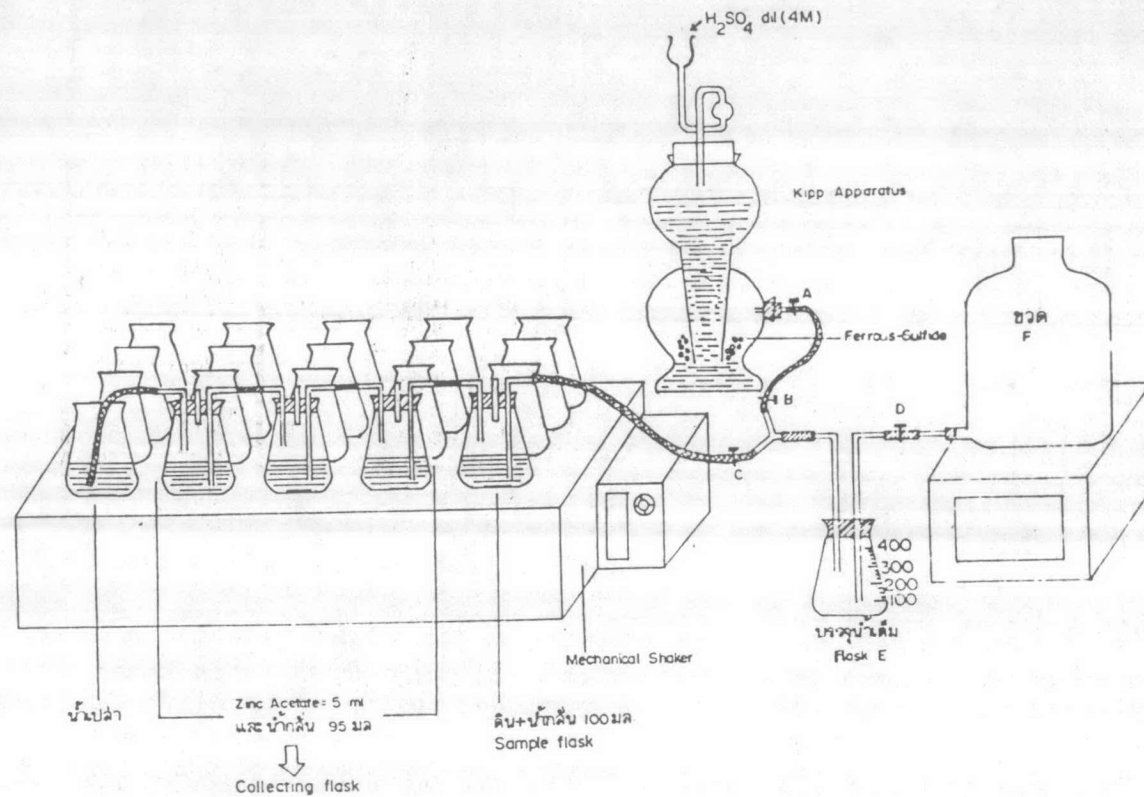 H₂SO₄ dil (4M)
Kipp Apparatus
A
ขวด
F
Ferrous-Sulfide
B
D
C
400
300
200
100
บรรจุน้ำเต็ม
Flask E
Mechanical Shaker
น้ำเปล่า
Zinc Acetate = 5 ml
และ น้ำกลั่น 95 มล
ดิน+น้ำกลั่น 100 มล
Sample flask
Collecting flask